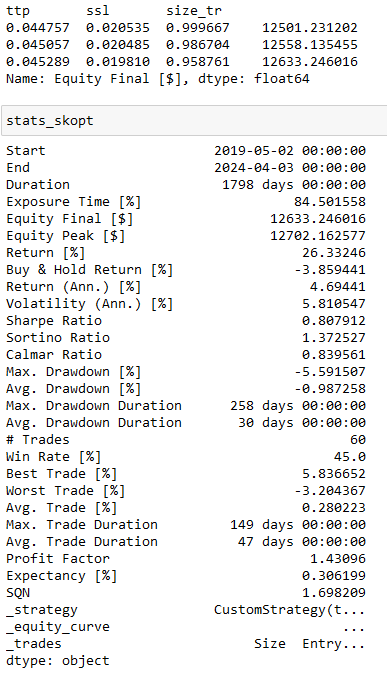 ttp ssl size_tr
0.044757 0.020535 0.999667 12501.231202
0.045057 0.020485 0.986704 12558.135455
0.045289 0.019810 0.958761 12633.246016
Name: Equity Final [$], dtype: float64
stats_skopt
Start 2019-05-02 00:00:00
End 2024-04-03 00:00:00
Duration 1798 days 00:00:00
Exposure Time [%] 84.501558
Equity Final [$] 12633.246016
Equity Peak [$] 12702.162577
Return [%] 26.33246
Buy & Hold Return [%] -3.859441
Return (Ann.) [%] 4.69441
Volatility (Ann.) [%] 5.810547
Sharpe Ratio 0.807912
Sortino Ratio 1.372527
Calmar Ratio 0.839561
Max. Drawdown [%] -5.591507
Avg. Drawdown [%] -0.987258
Max. Drawdown Duration 258 days 00:00:00
Avg. Drawdown Duration 30 days 00:00:00
# Trades 60
Win Rate [%] 45.0
Best Trade [%] 5.836652
Worst Trade [%] -3.204367
Avg. Trade [%] 0.280223
Max. Trade Duration 149 days 00:00:00
Avg. Trade Duration 47 days 00:00:00
Profit Factor 1.43096
Expectancy [%] 0.306199
SQN 1.698209
_strategy CustomStrategy(t...
_equity_curve ...
_trades Size Entry...
dtype: object